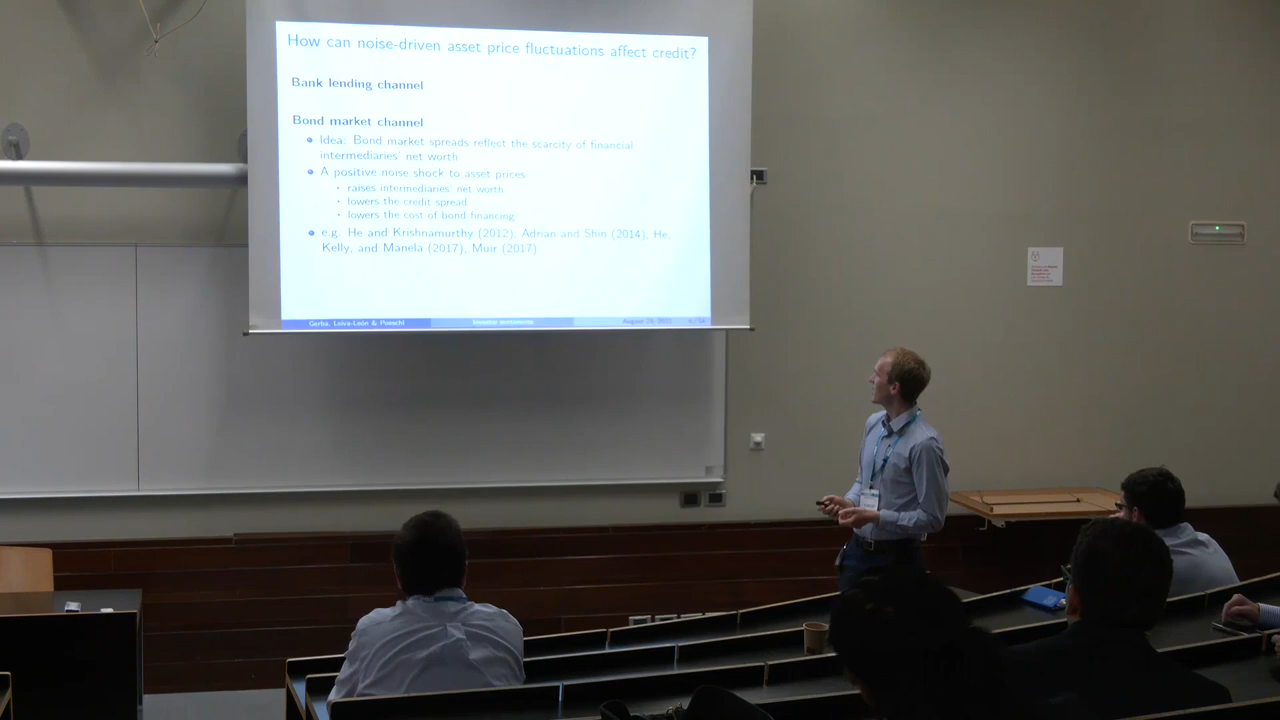 How can noise-driven asset price fluctuations affect credit?
Bank lending channel
Bond market channel
Idea: Bond market spreads reflect the scarcity of financial
intermediaries' net worth
A positive noise shock to asset prices
raises intermediaries' net worth
lowers the credit spread
lowers the cost of bond financing
e.g. He and Krishnamurthy (2012), Adrian and Shin (2014), He,
Kelly, and Manela (2017), Muir (2017)
Gerba, Leiva-León & Poeschl
Investor sentiments
August 24,